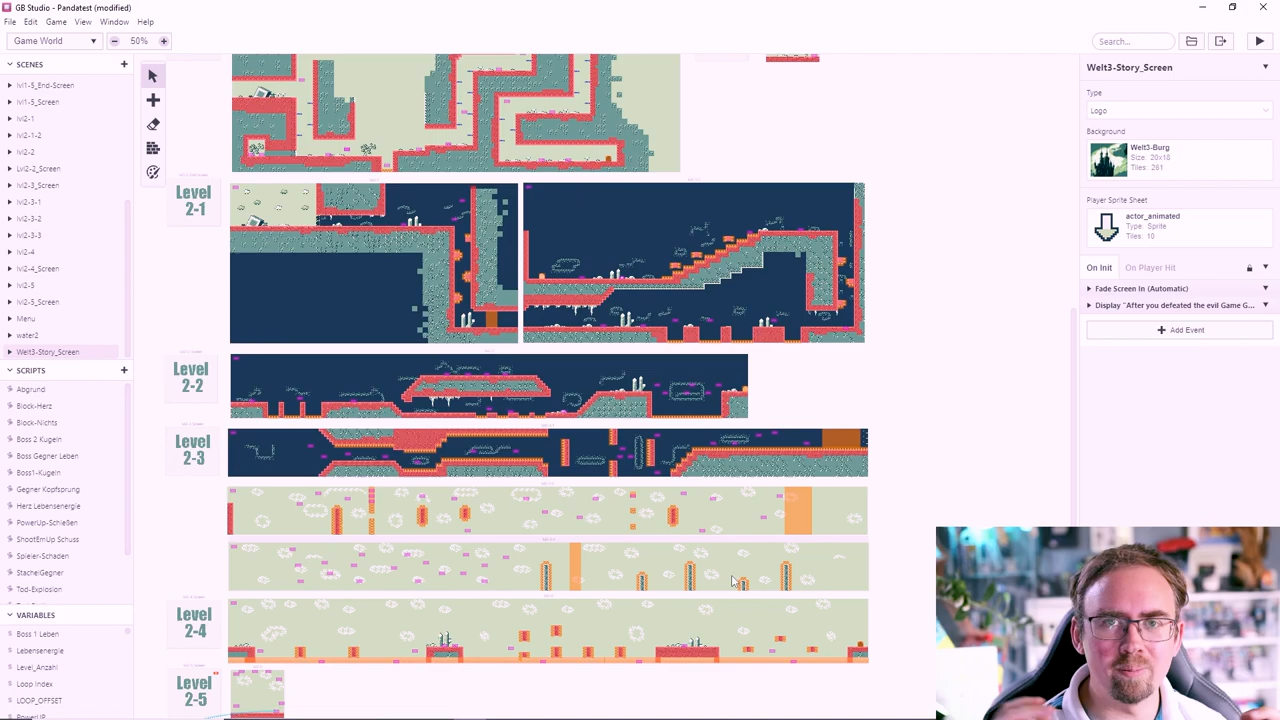 GB Studio - Pandatest (modified)
File Edit Game View Window Help
Game World
50%
Search...
SCENES
lvl1-5_End-Screen
lvl1-5_Screen
lvl2-1
lvl2-1-2
lvl2-2
Lvl2-2_Screen
lvl2-3_Screen
lvl2-3-1
lvl2-3-2
lvl2-3-3
lvl2-4
lvl2-4_Screen
lvl2-5
lvl2-5_Screen
Menu
water2
Welt3-Story_Screen
SCRIPTS
Abgrund
Block-Herz
Block-Nichts
Boss 1 Kugeln
Boss1-Kugeln
Gegner Kopfsprung
Herz Lebensenergie
PowerUP-Schießen
ShootEmUp Schuss
Spieler-Schaden
StachelGegner
Tod-Explosion
VARIABLES
Boss 1 Leben
Lebensenergie
Level_Anzahl
Loop Index
LOOP_OFFSET
PowerUP
Level
2-1
Level
2-2
Level
2-3
Level
2-4
Level
2-5
Welt3-Story_Screen
Type
Logo
Background
Welt3-Burg
Size: 20x18
Tiles: 261
Player Sprite Sheet
actor_animated
Type: Sprite
Tiles: 10
On Init
On Player Hit
Fade Screen In (Automatic)
Display "After you defeated the evil Game G...
Add Event